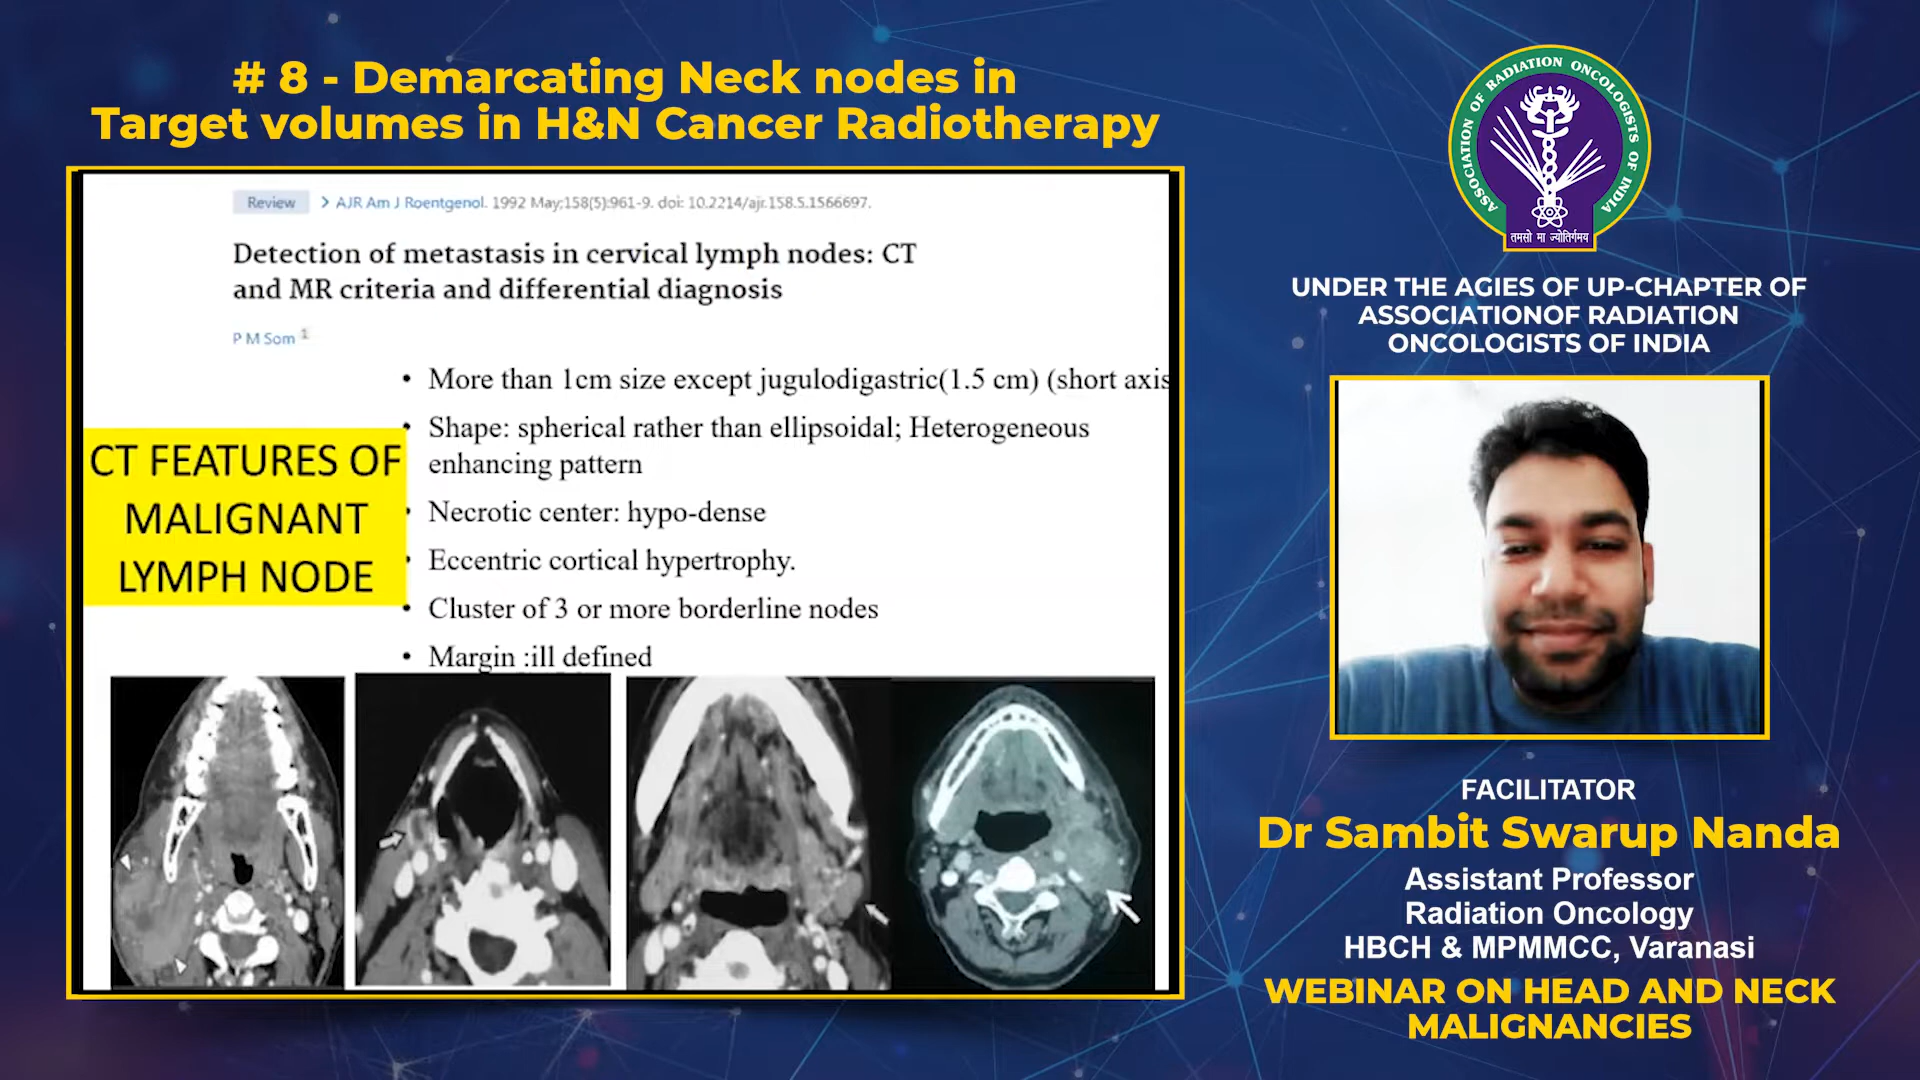 # 8 - Demarcating Neck nodes in
Target volumes in H&N Cancer Radiotherapy
Review > AJR Am J Roentgenol. 1992 May;158(5):961-9. doi: 10.2214/ajr.158.5.1566697.
Detection of metastasis in cervical lymph nodes: CT
and MR criteria and differential diagnosis
P M Som 1
• More than 1cm size except jugulodigastric(1.5 cm) (short axis
• Shape: spherical rather than ellipsoidal; Heterogeneous
enhancing pattern
• Necrotic center: hypo-dense
• Eccentric cortical hypertrophy.
• Cluster of 3 or more borderline nodes
• Margin :ill defined
CT FEATURES OF
MALIGNANT
LYMPH NODE
ASSOCIATION OF RADIATION ONCOLOGISTS OF INDIA
तमसो मा ज्योतिर्गमय
UNDER THE AGIES OF UP-CHAPTER OF
ASSOCIATIONOF RADIATION
ONCOLOGISTS OF INDIA
FACILITATOR
Dr Sambit Swarup Nanda
Assistant Professor
Radiation Oncology
HBCH & MPMMCC, Varanasi
WEBINAR ON HEAD AND NECK
MALIGNANCIES